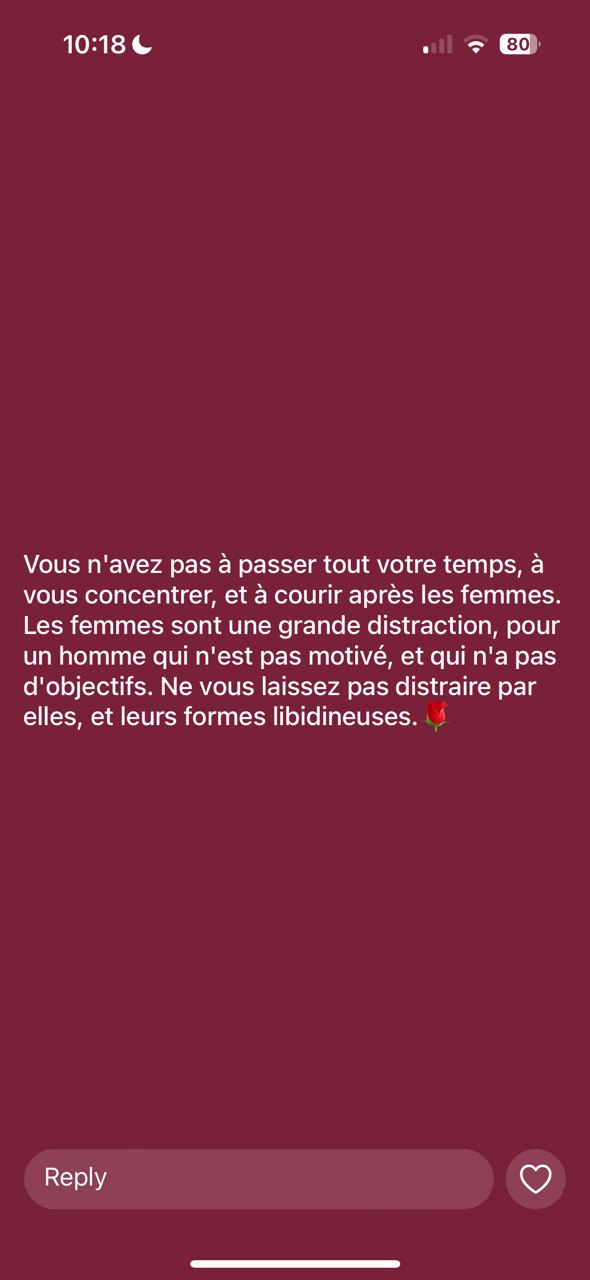 10:18
80
Vous n'avez pas à passer tout votre temps, à
vous concentrer, et à courir après les femmes.
Les femmes sont une grande distraction, pour
un homme qui n'est pas motivé, et qui n'a pas
d'objectifs. Ne vous laissez pas distraire par
elles, et leurs formes libidineuses.🌹
Reply